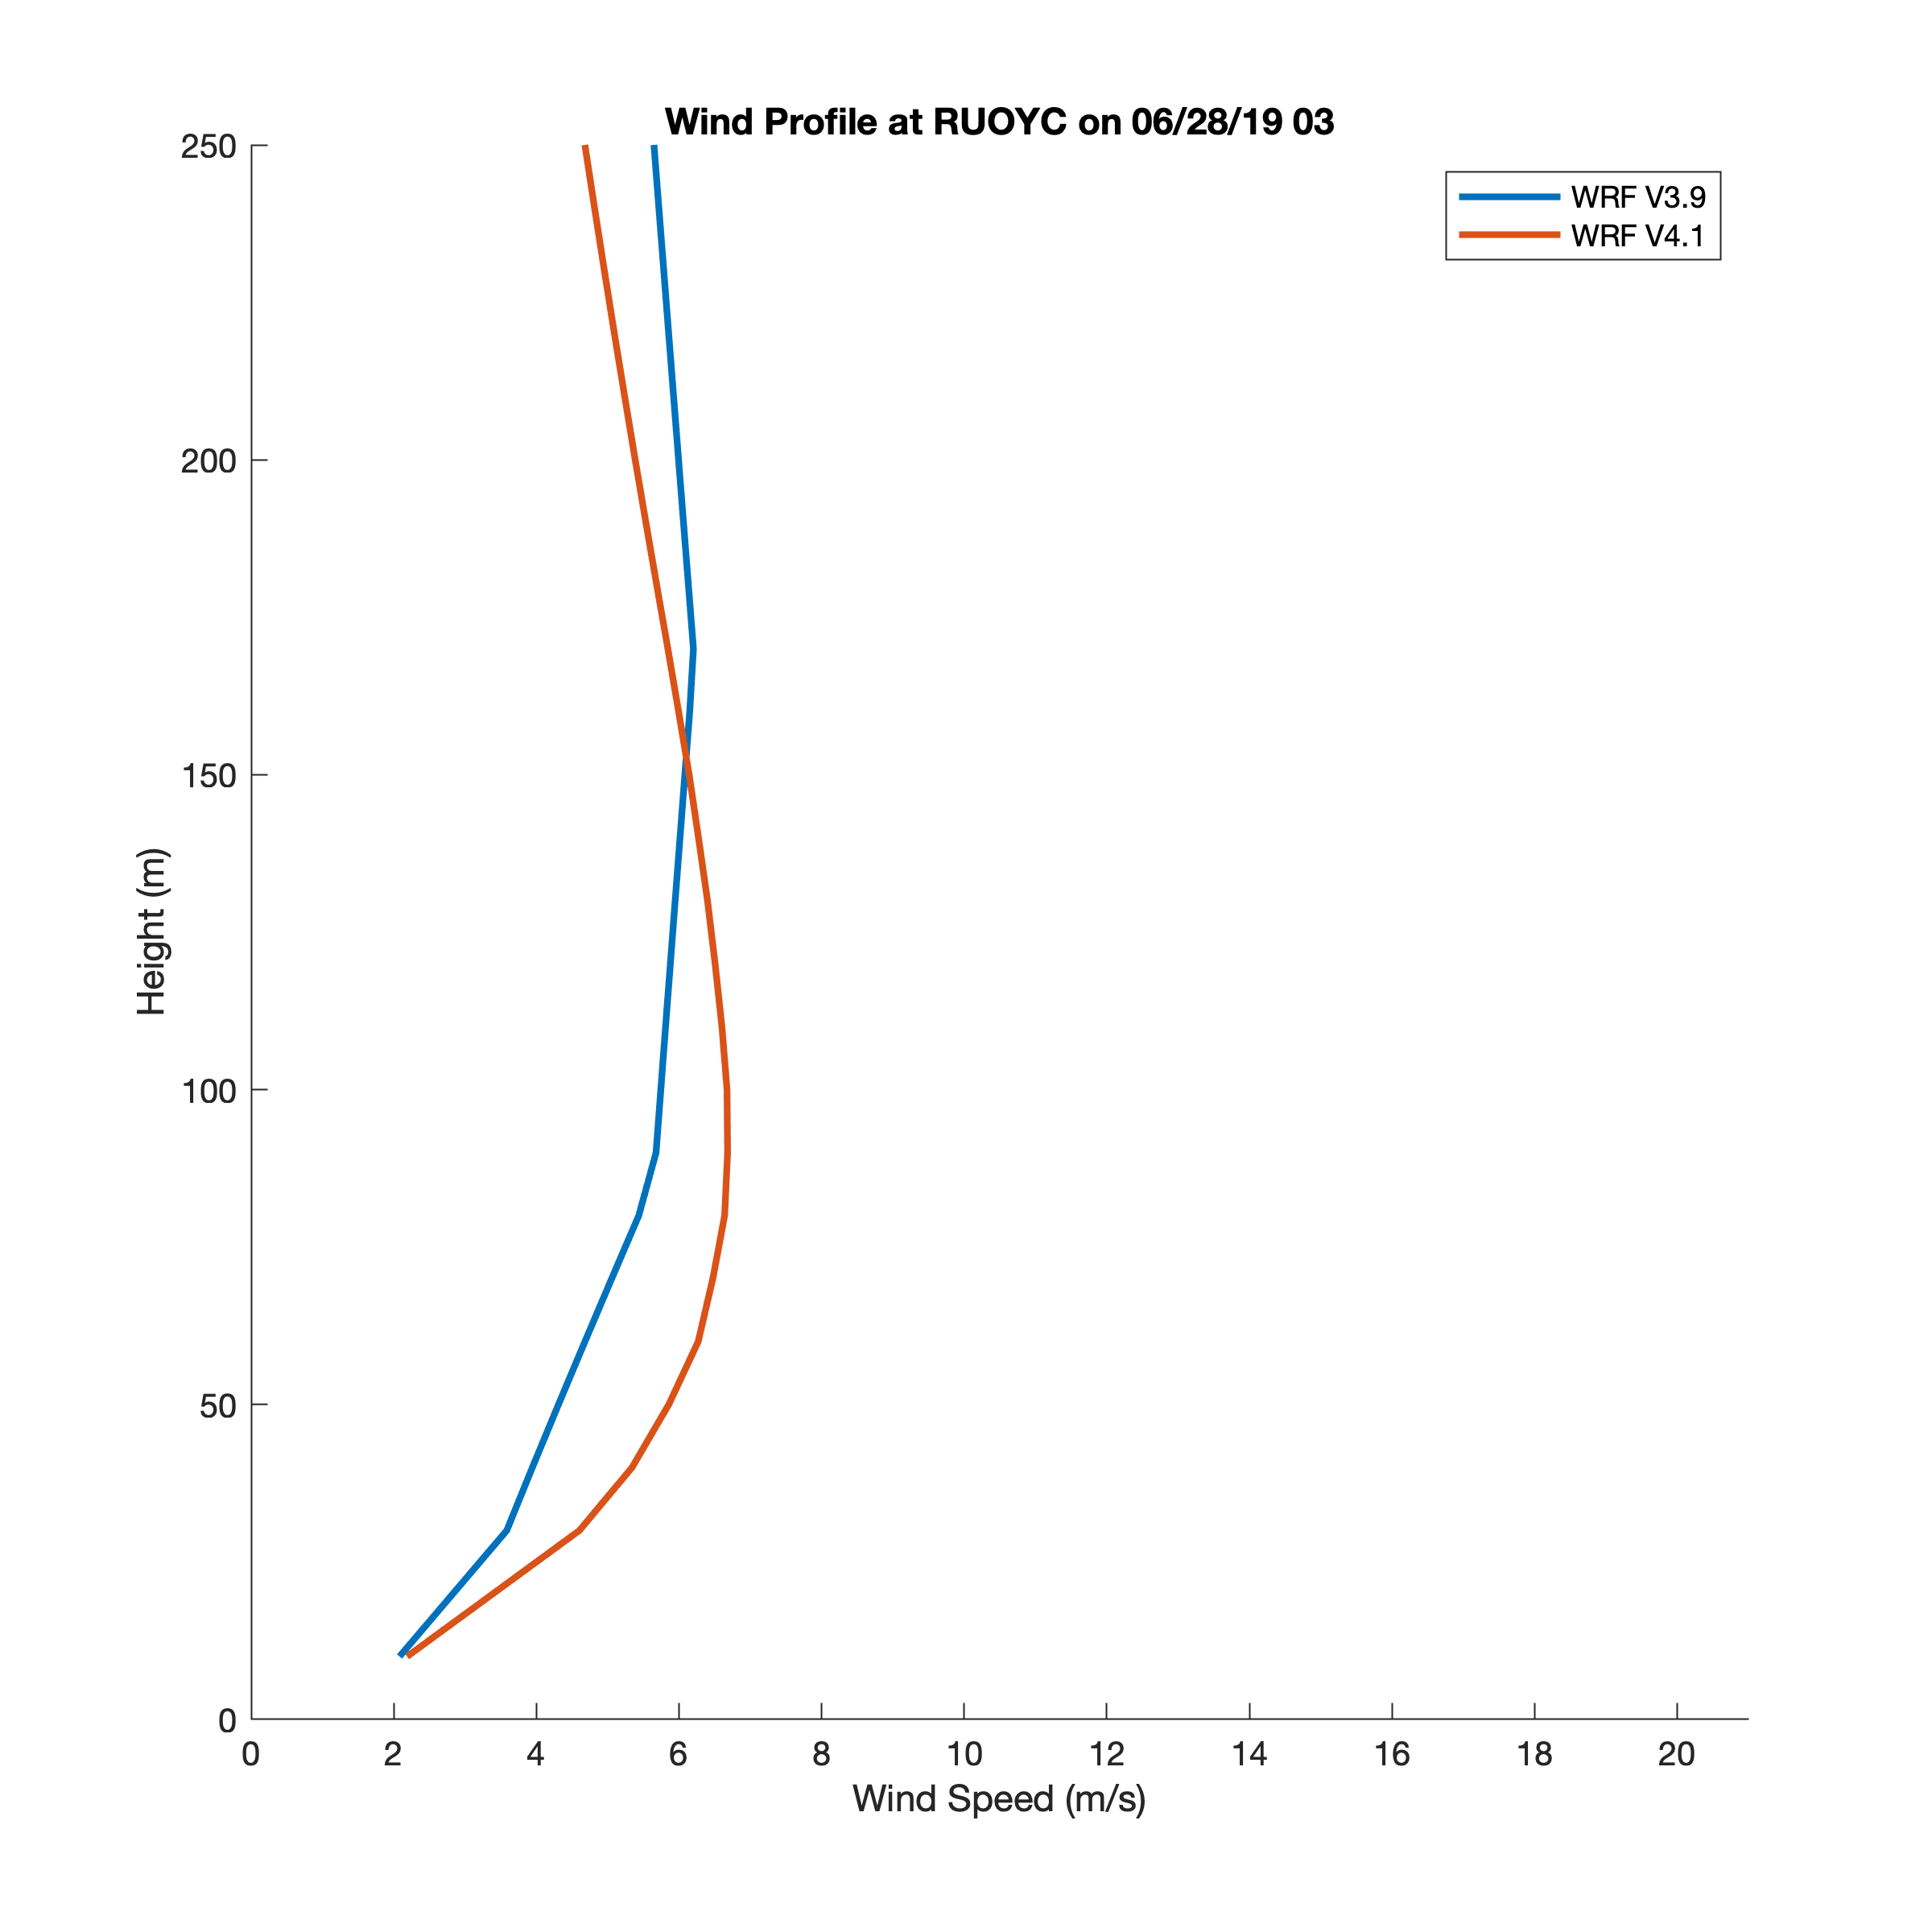 Wind Profile at RUOYC on 06/28/19 03
WRF V3.9
WRF V4.1
250
200
150
100
50
0
Height (m)
0 2 4 6 8 10 12 14 16 18 20
Wind Speed (m/s)